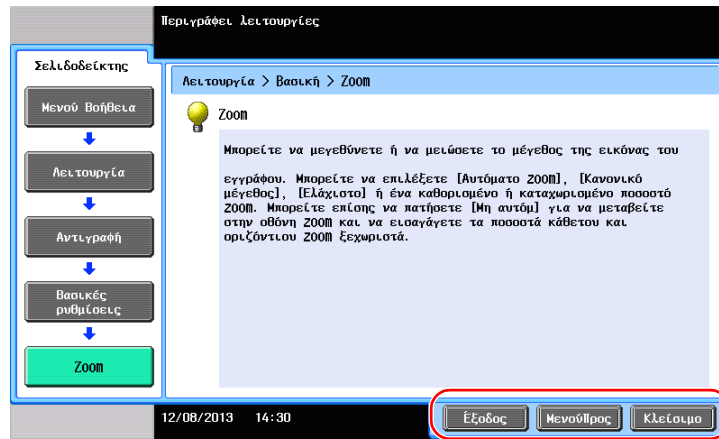 Περιγράφει λειτουργίες
Σελιδοδείκτης
Μενού Βοήθεια
Λειτουργία
Αντιγραφή
Βασικές
ρυθμίσεις
Zoom
Λειτουργία > Βασική > Zoom
Zoom
Μπορείτε να μεγεθύνετε ή να μειώσετε το μέγεθος της εικόνας του
εγγράφου. Μπορείτε να επιλέξετε [Αυτόματο ZOOM], [Κανονικό
μέγεθος], [Ελάχιστο] ή ένα καθορισμένο ή καταχωρισμένο ποσοστό
ZOOM. Μπορείτε επίσης να πατήσετε [Μη αυτόμ] για να μεταβείτε
στην οθόνη ZOOM και να εισαγάγετε τα ποσοστά κάθετου και
οριζόντιου ZOOM ξεχωριστά.
12/08/2013 14:30
Έξοδος
ΜενούΠρος
Κλείσιμο